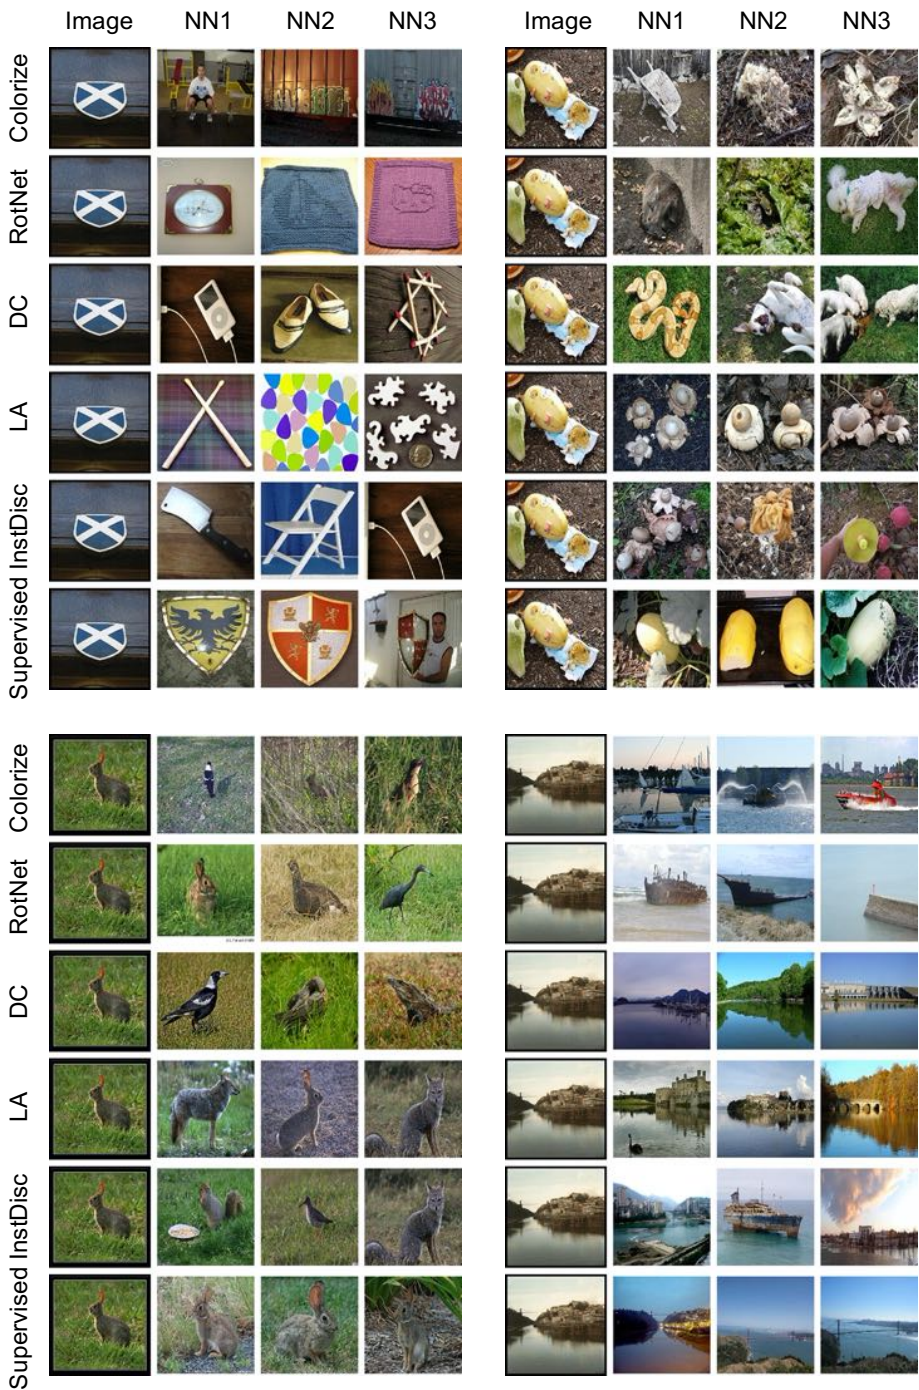 Image NN1 NN2 NN3 Image NN1 NN2 NN3
Colorize
RotNet
DC
LA
InstDisc
Supervised
Colorize
RotNet
DC
LA
InstDisc
Supervised